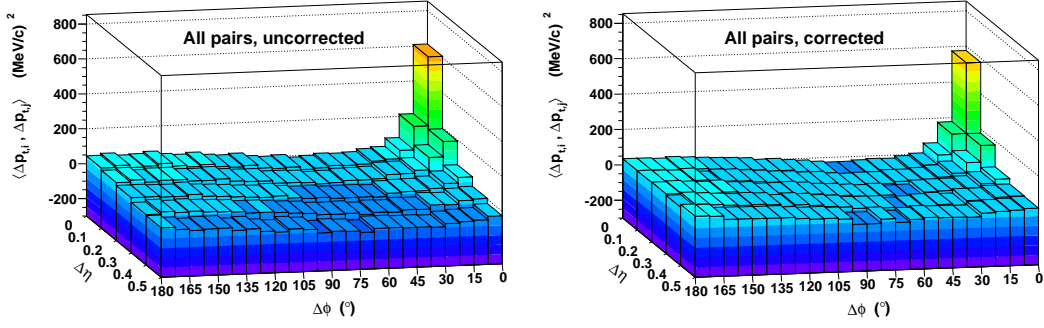 All pairs, uncorrected
⟨Δp_t,i , Δp_t,j⟩ (MeV/c) ²
800
600
400
200
0
-200
0
0.1
0.2
0.3
0.4
0.5
Δη
180 165 150 135 120 105 90 75 60 45 30 15 0
Δϕ (°)
All pairs, corrected
⟨Δp_t,i , Δp_t,j⟩ (MeV/c) ²
800
600
400
200
0
-200
0
0.1
0.2
0.3
0.4
0.5
Δη
180 165 150 135 120 105 90 75 60 45 30 15 0
Δϕ (°)